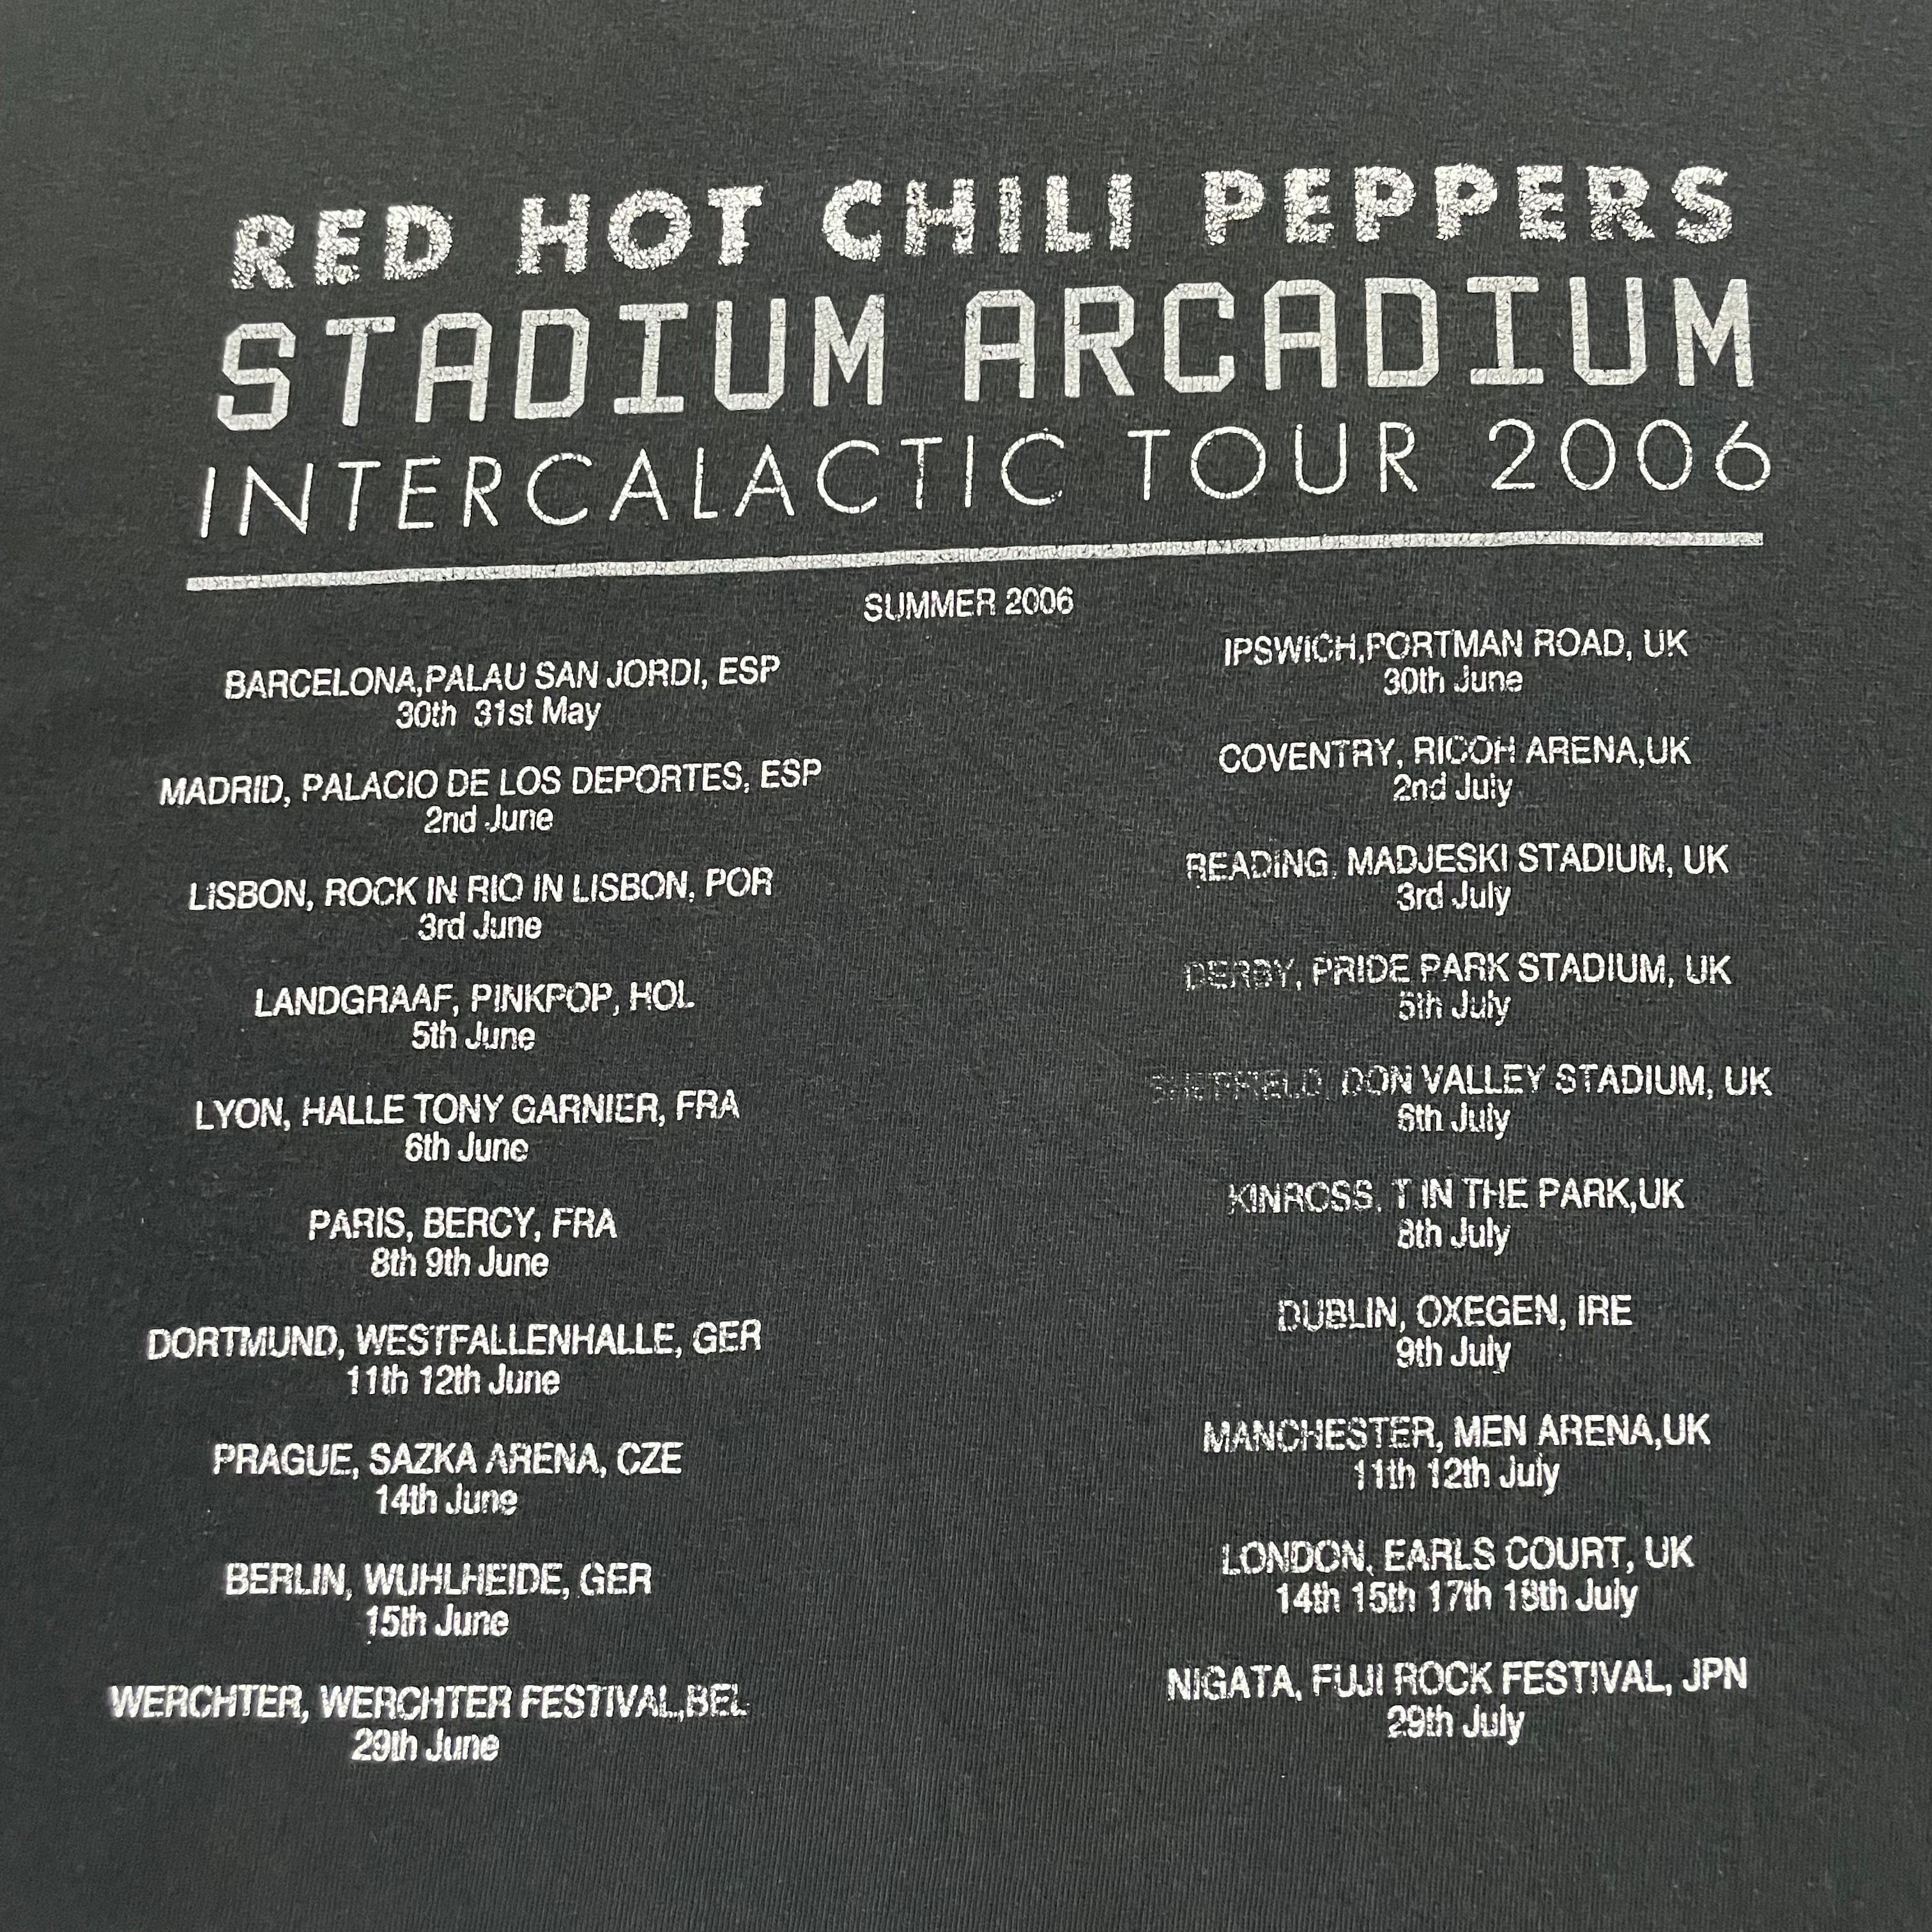 RED HOT CHILI PEPPERS
STADIUM ARCADIUM
INTERCALACTIC TOUR 2006
SUMMER 2006
BARCELONA,PALAU SAN JORDI, ESP
30th 31st May
MADRID, PALACIO DE LOS DEPORTES, ESP
2nd June
LISBON, ROCK IN RIO IN LISBON, POR
3rd June
LANDGRAAF, PINKPOP, HOL
5th June
LYON, HALLE TONY GARNIER, FRA
6th June
PARIS, BERCY, FRA
8th 9th June
DORTMUND, WESTFALLENHALLE, GER
11th 12th June
PRAGUE, SAZKA ARENA, CZE
14th June
BERLIN, WUHLHEIDE, GER
15th June
WERCHTER, WERCHTER FESTIVAL,BEL
29th June
IPSWICH,PORTMAN ROAD, UK
30th June
COVENTRY, RICOH ARENA,UK
2nd July
READING, MADJESKI STADIUM, UK
3rd July
DERBY, PRIDE PARK STADIUM, UK
5th July
SHEFFIELD, DON VALLEY STADIUM, UK
6th July
KINROSS, T IN THE PARK,UK
8th July
DUBLIN, OXEGEN, IRE
9th July
MANCHESTER, MEN ARENA,UK
11th 12th July
LONDON, EARLS COURT, UK
14th 15th 17th 18th July
NIGATA, FUJI ROCK FESTIVAL, JPN
29th July